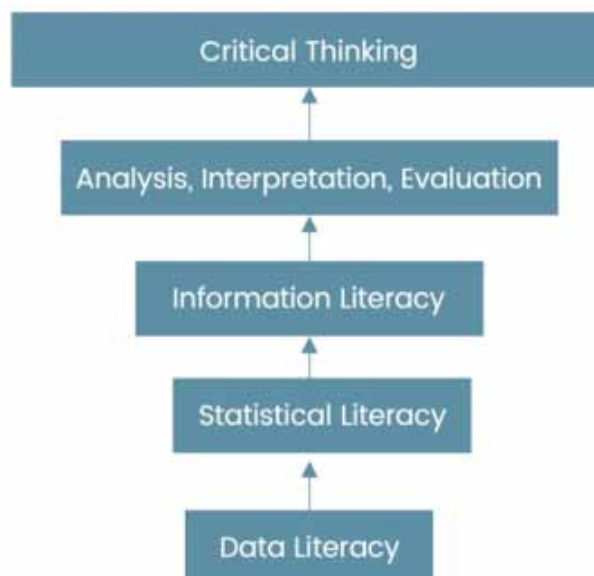 Critical Thinking
Analysis, Interpretation, Evaluation
Information Literacy
Statistical Literacy
Data Literacy